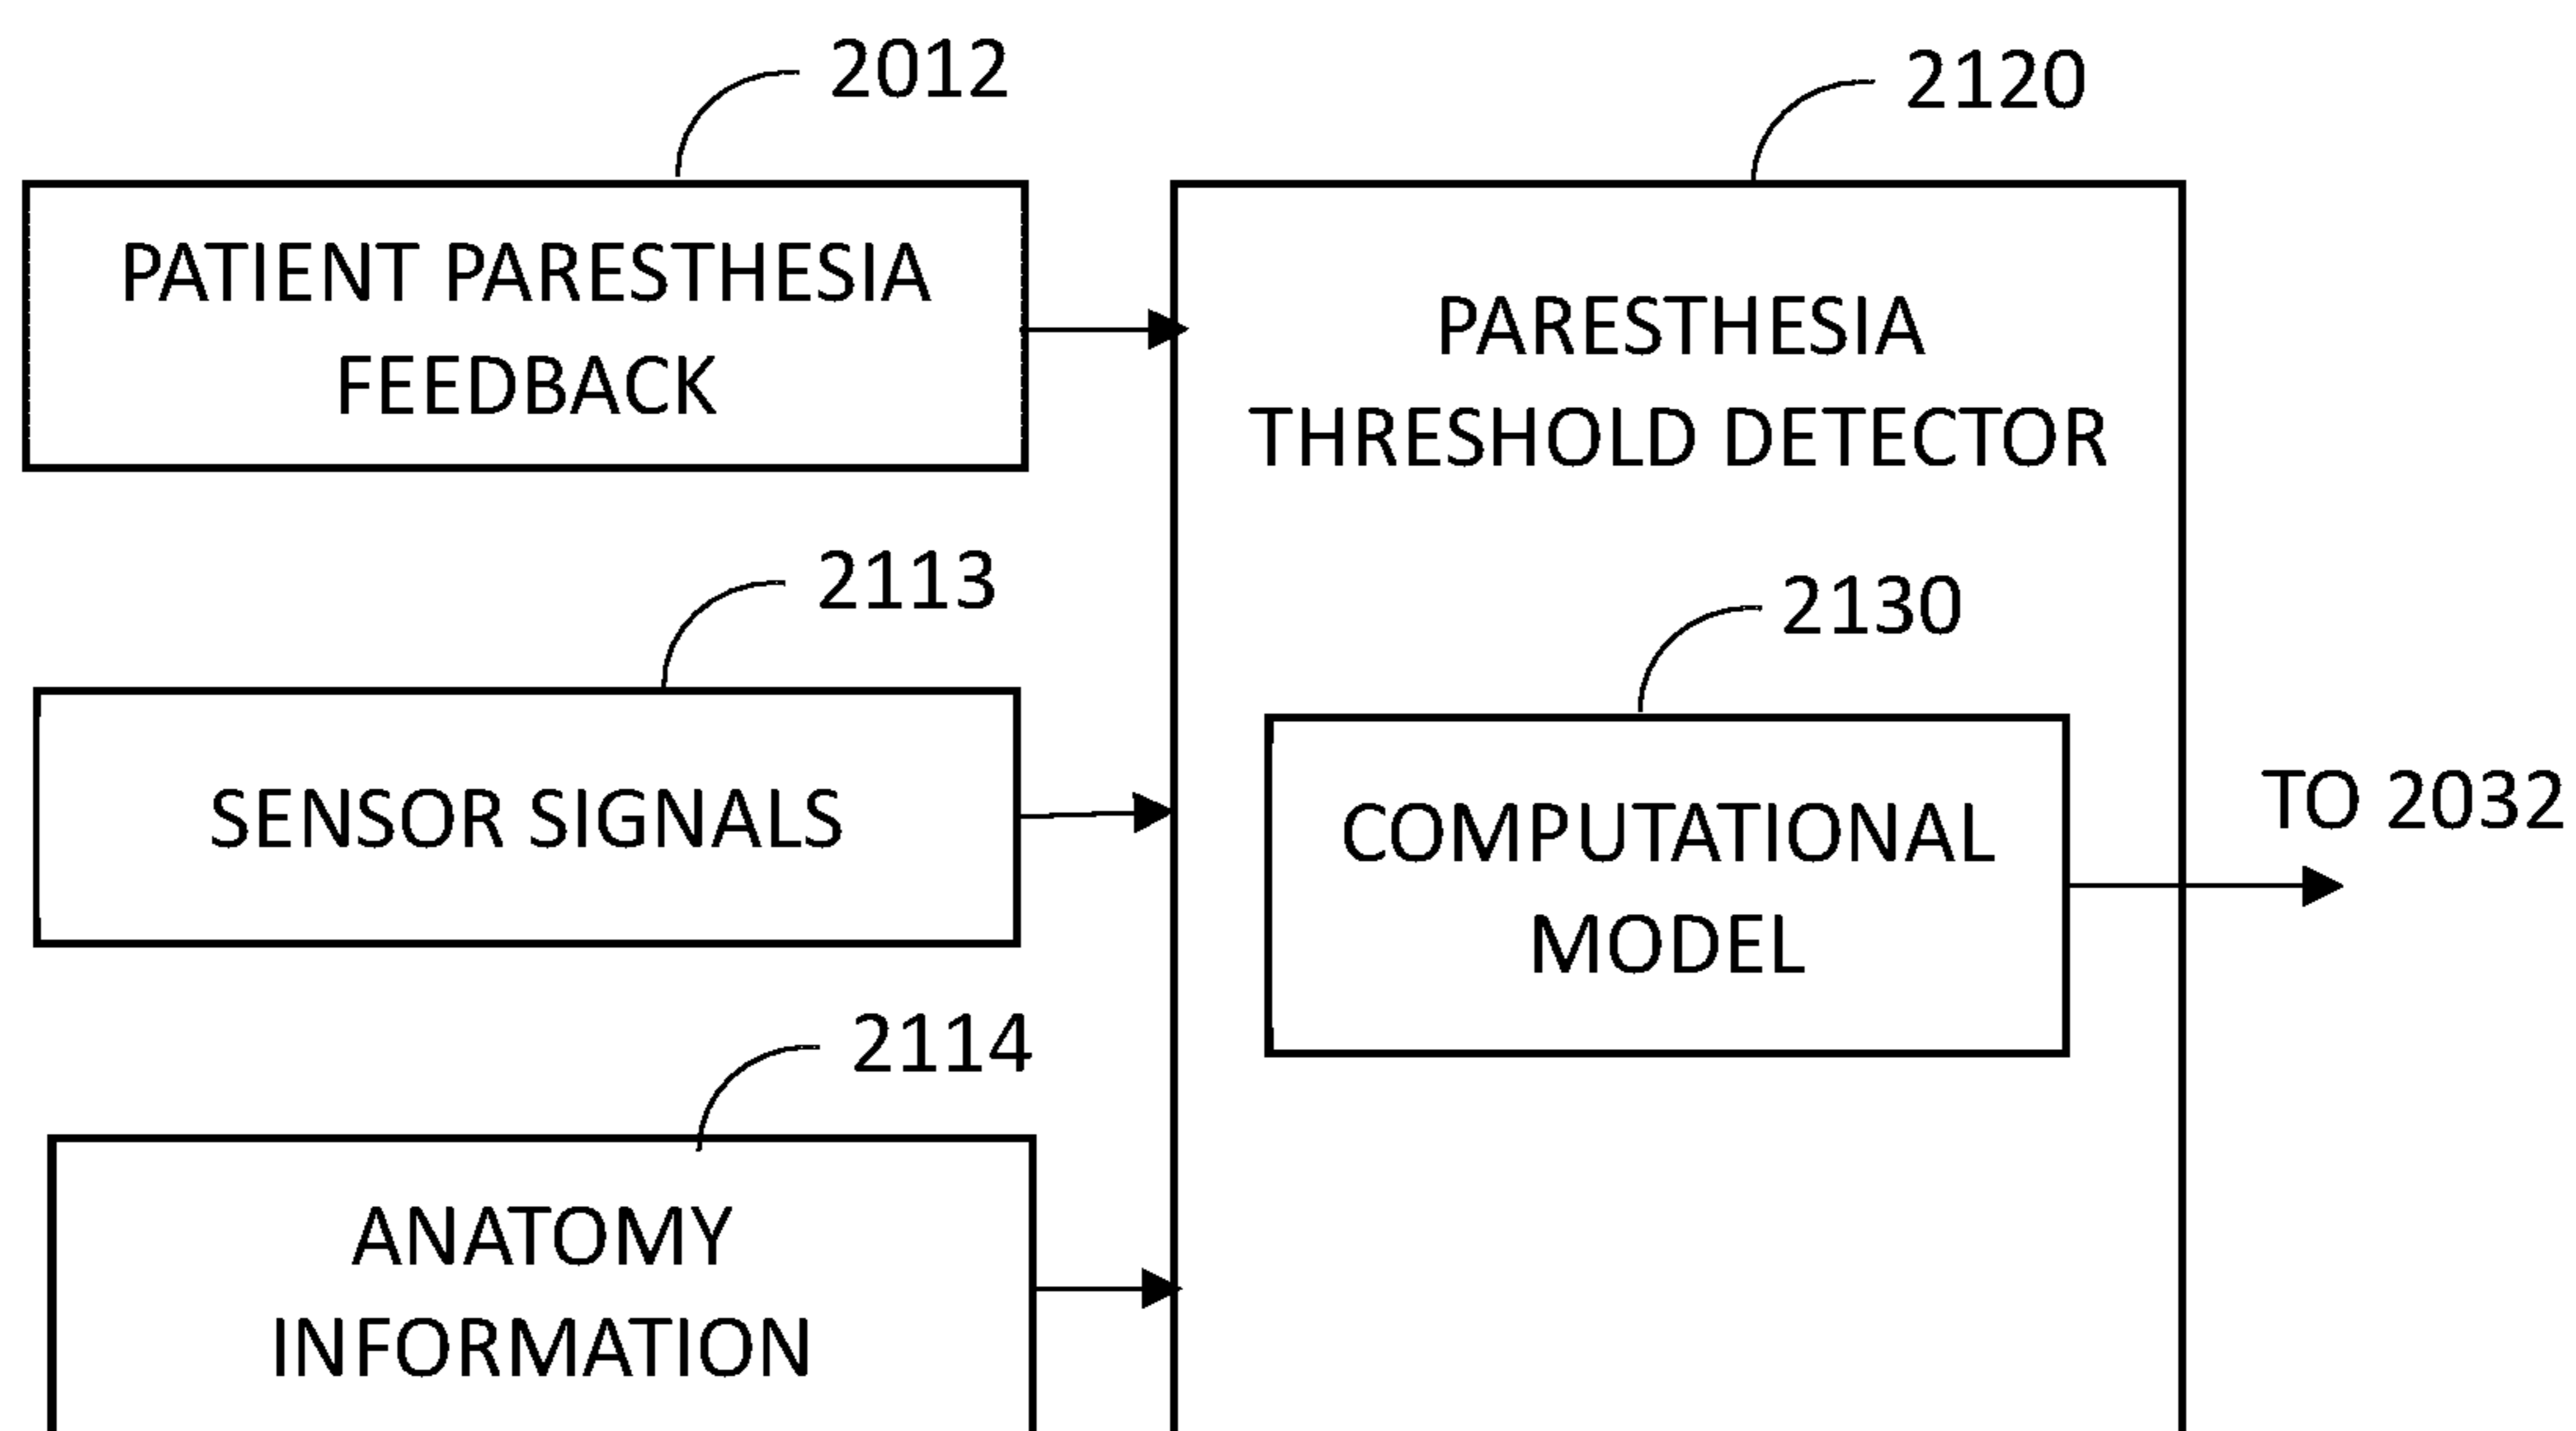 2012
PATIENT PARESTHESIA
FEEDBACK
2113
SENSOR SIGNALS
2114
ANATOMY
INFORMATION
2120
PARESTHESIA
THRESHOLD DETECTOR
2130
COMPUTATIONAL
MODEL
TO 2032